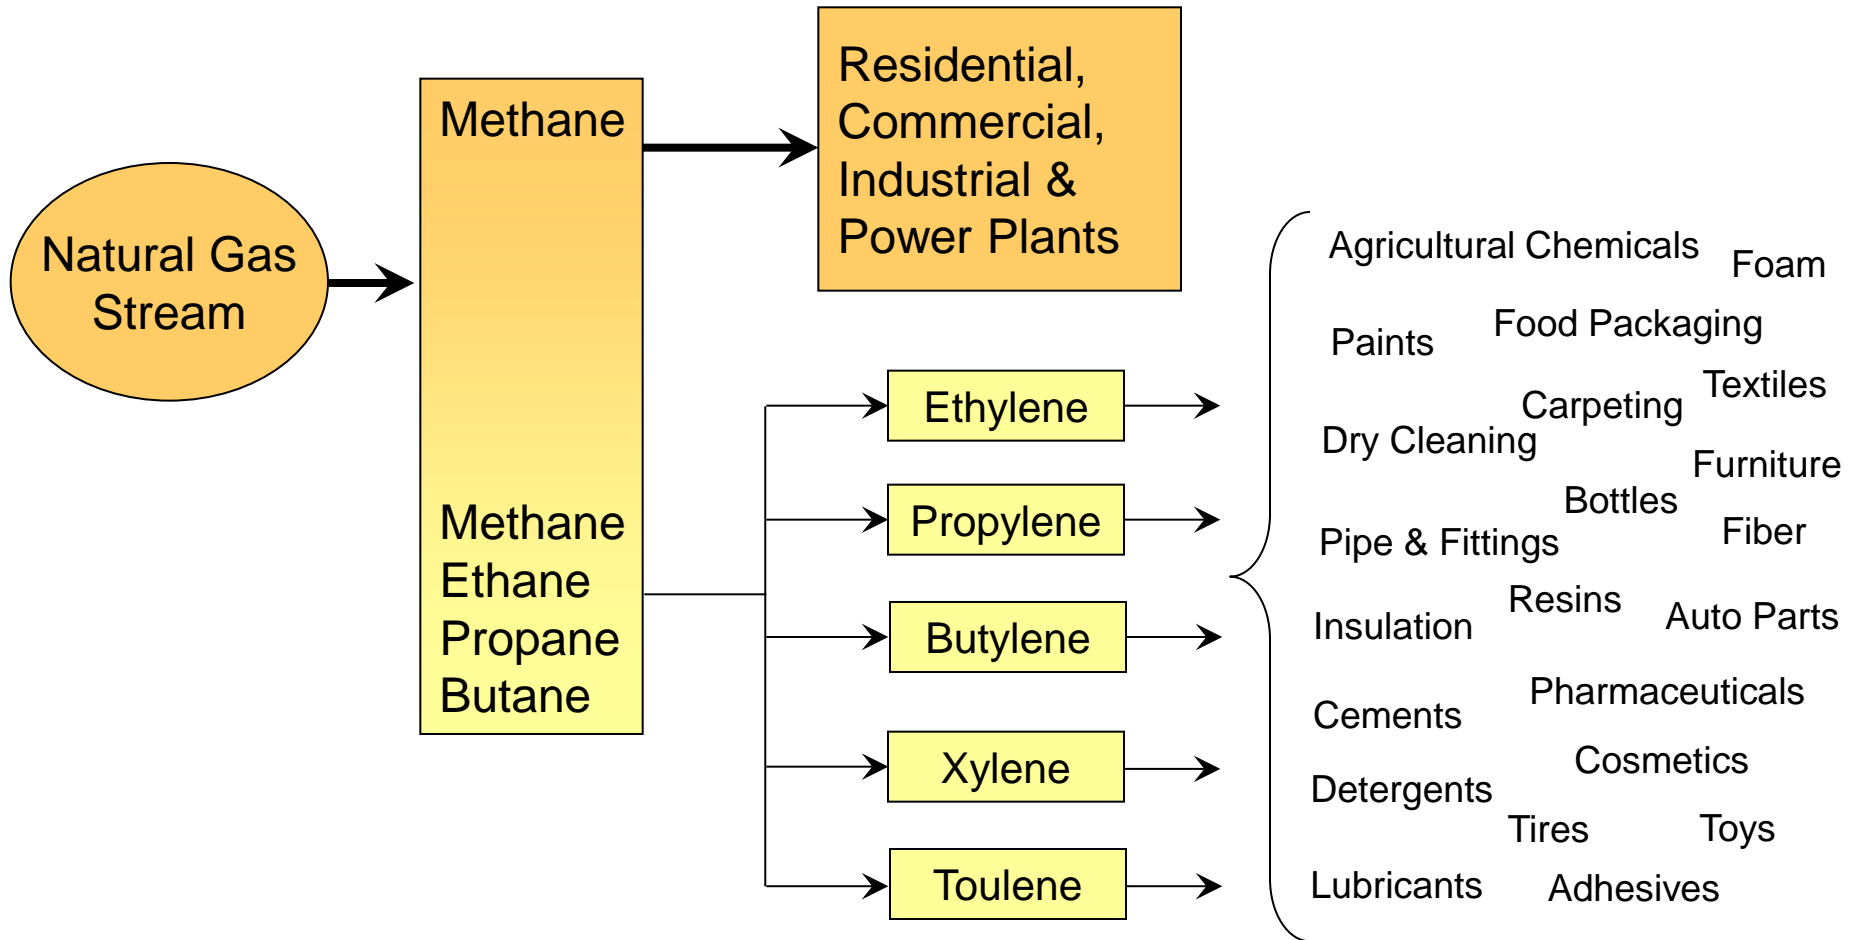 Natural Gas
Stream
Methane
Methane
Ethane
Propane
Butane
Residential,
Commercial,
Industrial &
Power Plants
Ethylene
Propylene
Butylene
Xylene
Toulene
Agricultural Chemicals
Foam
Paints
Food Packaging
Textiles
Carpeting
Dry Cleaning
Furniture
Bottles
Fiber
Pipe & Fittings
Resins
Auto Parts
Insulation
Pharmaceuticals
Cements
Cosmetics
Detergents
Tires
Toys
Lubricants
Adhesives